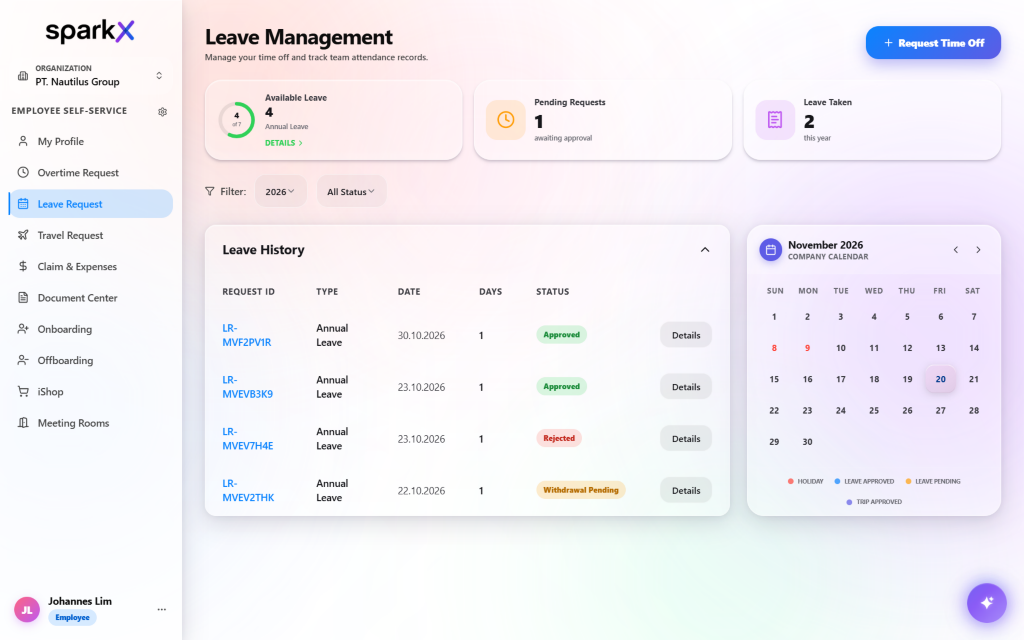 sparkX
ORGANIZATION
PT. Nautilus Group
EMPLOYEE SELF-SERVICE
My Profile
Overtime Request
Leave Request
Travel Request
Claim & Expenses
Document Center
Onboarding
Offboarding
iShop
Meeting Rooms
JL
Johannes Lim
Employee
Leave Management
Manage your time off and track team attendance records.
+ Request Time Off
4
of 7
Available Leave
4
Annual Leave
DETAILS >
Pending Requests
1
awaiting approval
Leave Taken
2
this year
Filter: 2026 All Status
Leave History
REQUEST ID TYPE DATE DAYS STATUS
LR-MVF2PV1R Annual Leave 30.10.2026 1 Approved Details
LR-MVEVB3K9 Annual Leave 23.10.2026 1 Approved Details
LR-MVEV7H4E Annual Leave 23.10.2026 1 Rejected Details
LR-MVEV2THK Annual Leave 22.10.2026 1 Withdrawal Pending Details
November 2026
COMPANY CALENDAR
SUN MON TUE WED THU FRI SAT
1 2 3 4 5 6 7
8 9 10 11 12 13 14
15 16 17 18 19 20 21
22 23 24 25 26 27 28
29 30
HOLIDAY LEAVE APPROVED LEAVE PENDING
TRIP APPROVED